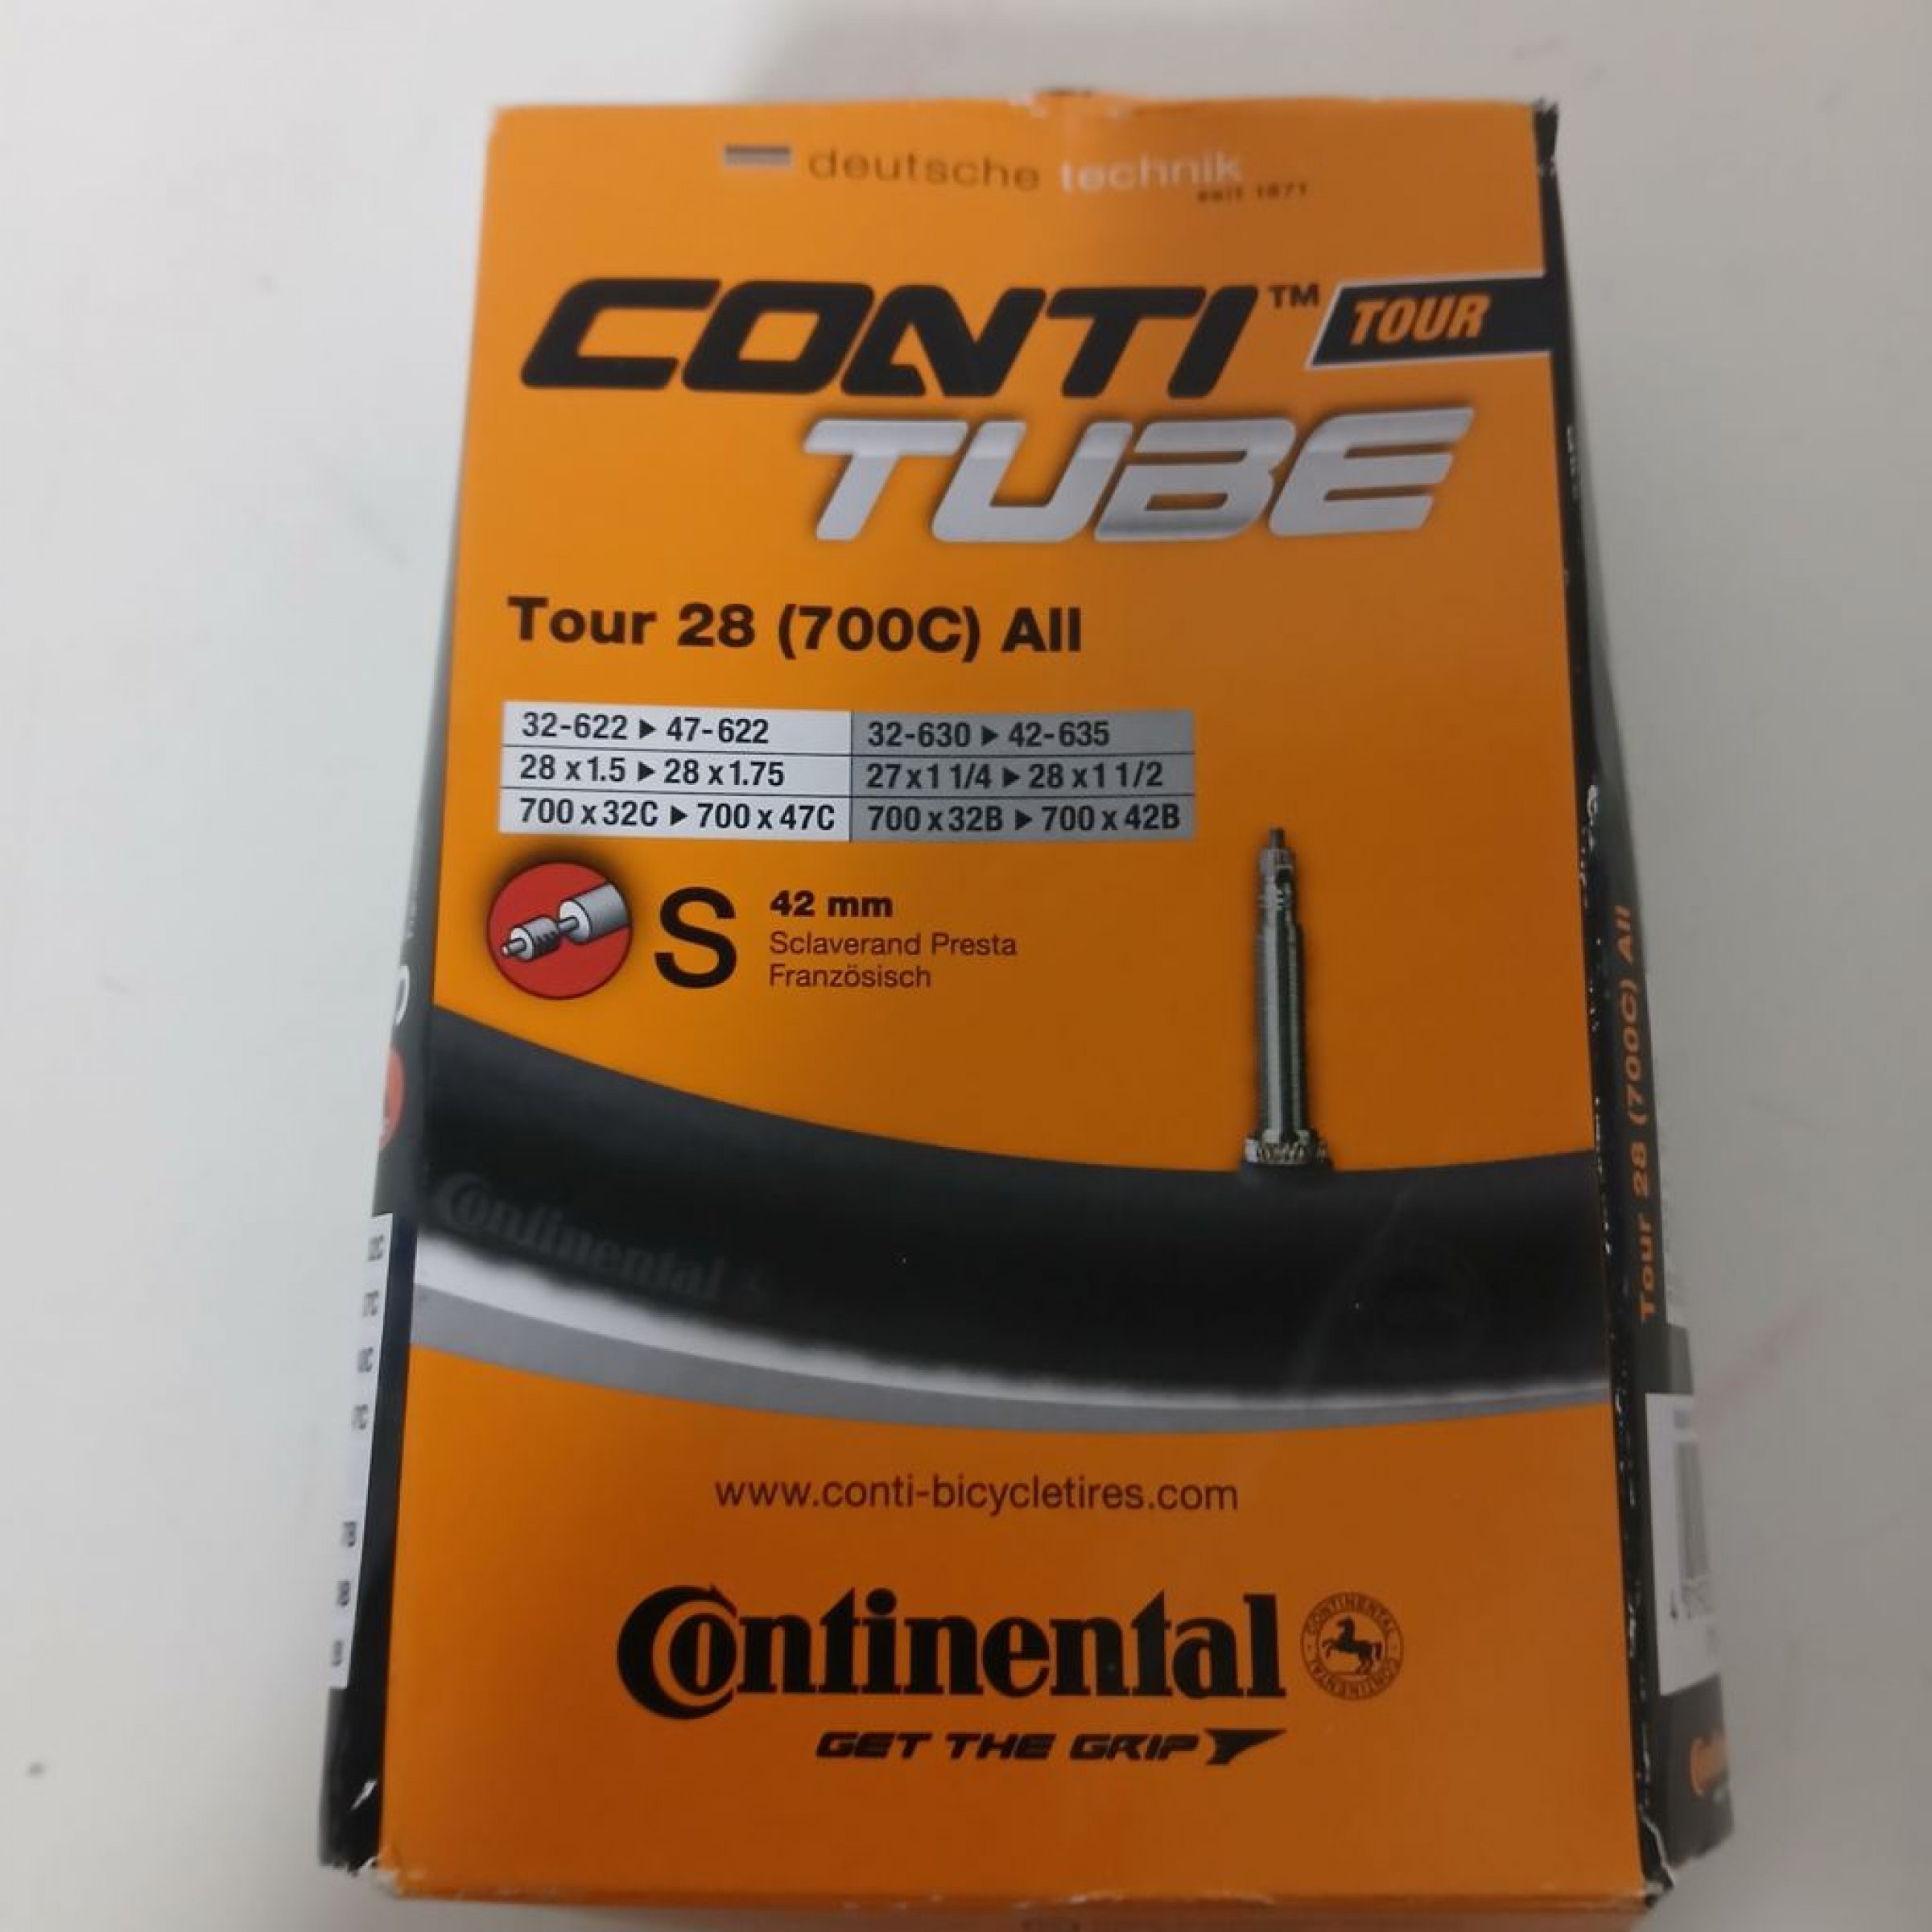 deutsche technik
seit 1871
CONTI™ TOUR
TUBE
Tour 28 (700C) All
32-622 ▶ 47-622 32-630 ▶ 42-635
28 x 1.5 ▶ 28 x 1.75 27 x 1 1/4 ▶ 28 x 1 1/2
700 x 32C ▶ 700 x 47C 700 x 32B ▶ 700 x 42B
S
42 mm
Sclaverand Presta
Französisch
Continental
www.conti-bicycletires.com
Continental
CONTINENTAL · CONTINENTAL
GET THE GRIP
Tour 28 (700C) All